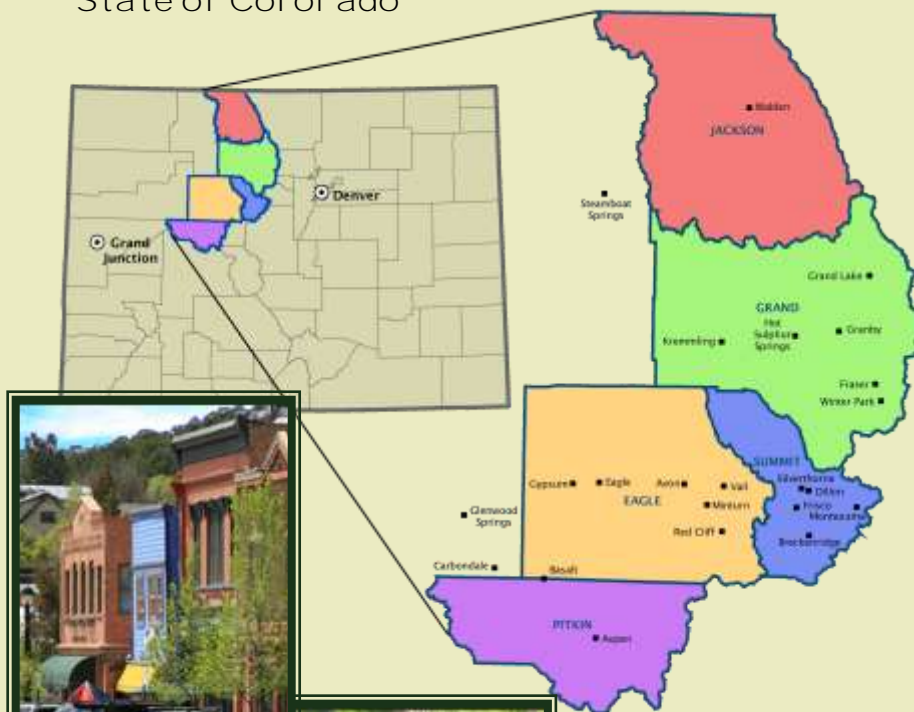 State of Colorado
Denver
Grand
Junction
Walden
JACKSON
Steamboat
Springs
Grand Lake
GRAND
Hot
Sulphur
Springs
Granby
Kremmling
Fraser
Winter Park
SUMMIT
Silverthorne
Dillon
Frisco
Montezuma
Breckenridge
Gypsum
Eagle
Avon
Vail
EAGLE
Minturn
Red Cliff
Glenwood
Springs
Carbondale
Basalt
PITKIN
Aspen